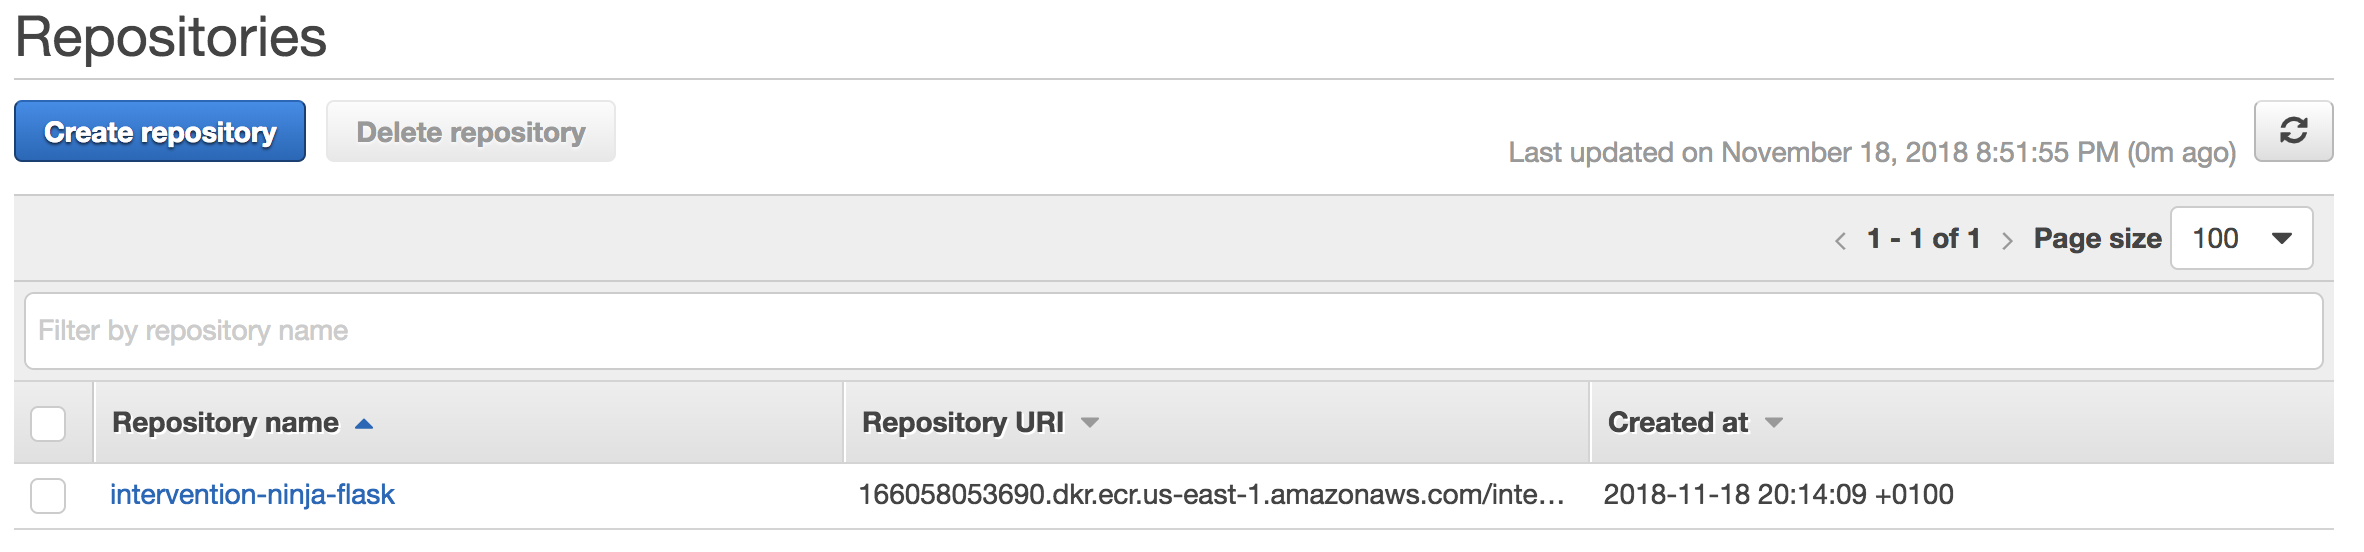 Repositories
Create repository
Delete repository
Last updated on November 18, 2018 8:51:55 PM (0m ago)
1 - 1 of 1
Page size
100
Filter by repository name
Repository name
Repository URI
Created at
intervention-ninja-flask
166058053690.dkr.ecr.us-east-1.amazonaws.com/inte...
2018-11-18 20:14:09 +0100